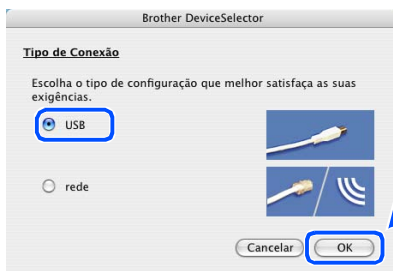 Brother DeviceSelector
Tipo de Conexão
Escolha o tipo de configuração que melhor satisfaça as suas
exigências.
USB
rede
Cancelar OK